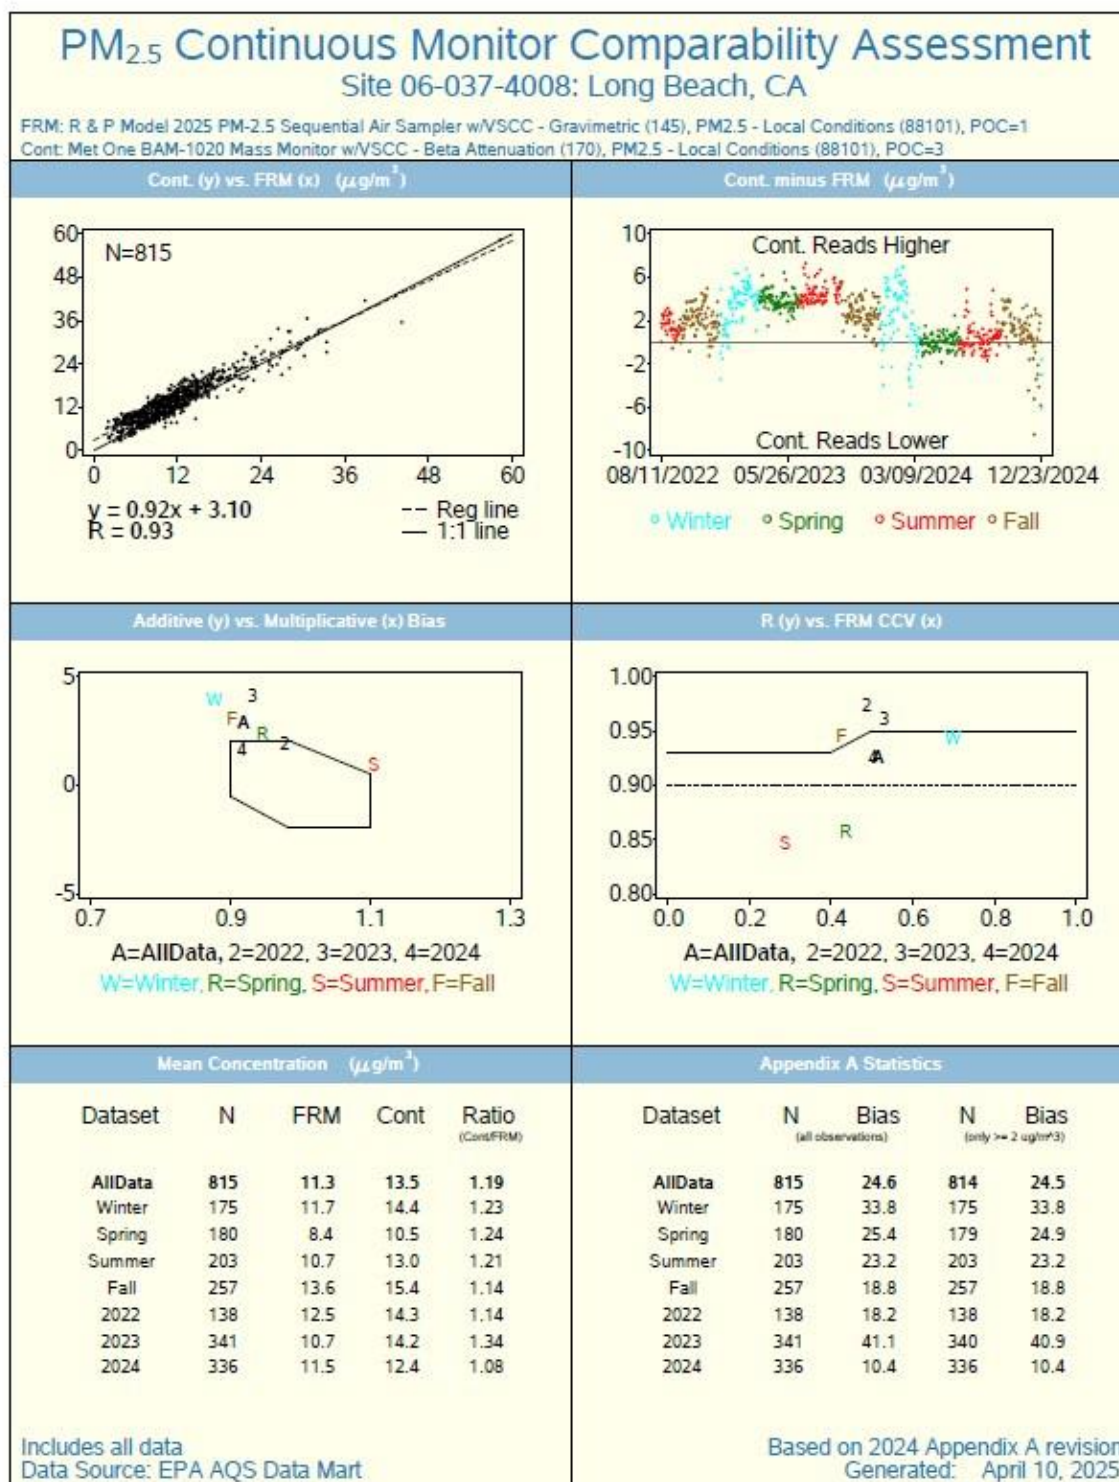 PM2.5 Continuous Monitor Comparability Assessment
Site 06-037-4008: Long Beach, CA
FRM: R & P Model 2025 PM-2.5 Sequential Air Sampler w/VSCC - Gravimetric (145), PM2.5 - Local Conditions (88101), POC=1
Cont: Met One BAM-1020 Mass Monitor w/VSCC - Beta Attenuation (170), PM2.5 - Local Conditions (88101), POC=3
Cont. (y) vs. FRM (x) (μg/m³)
60
48
36
24
12
0
N=815
0 12 24 36 48 60
y = 0.92x + 3.10
R = 0.93
-- Reg line
— 1:1 line
Cont. minus FRM (μg/m³)
10
6
2
-2
-6
-10
Cont. Reads Higher
Cont. Reads Lower
08/11/2022 05/26/2023 03/09/2024 12/23/2024
Winter Spring Summer Fall
Additive (y) vs. Multiplicative (x) Bias
5
0
-5
W 3
F A R
4 2
S
0.7 0.9 1.1 1.3
A=AllData, 2=2022, 3=2023, 4=2024
W=Winter, R=Spring, S=Summer, F=Fall
R (y) vs. FRM CCV (x)
1.00
0.95
0.90
0.85
0.80
2 3
F W
4 A
S R
0.0 0.2 0.4 0.6 0.8 1.0
A=AllData, 2=2022, 3=2023, 4=2024
W=Winter, R=Spring, S=Summer, F=Fall
Mean Concentration (μg/m³)
Dataset N FRM Cont Ratio
(Cont/FRM)
AllData 815 11.3 13.5 1.19
Winter 175 11.7 14.4 1.23
Spring 180 8.4 10.5 1.24
Summer 203 10.7 13.0 1.21
Fall 257 13.6 15.4 1.14
2022 138 12.5 14.3 1.14
2023 341 10.7 14.2 1.34
2024 336 11.5 12.4 1.08
Includes all data
Data Source: EPA AQS Data Mart
Appendix A Statistics
Dataset N Bias N Bias
(all observations) (only >= 2 ug/m^3)
AllData 815 24.6 814 24.5
Winter 175 33.8 175 33.8
Spring 180 25.4 179 24.9
Summer 203 23.2 203 23.2
Fall 257 18.8 257 18.8
2022 138 18.2 138 18.2
2023 341 41.1 340 40.9
2024 336 10.4 336 10.4
Based on 2024 Appendix A revision
Generated: April 10, 2025